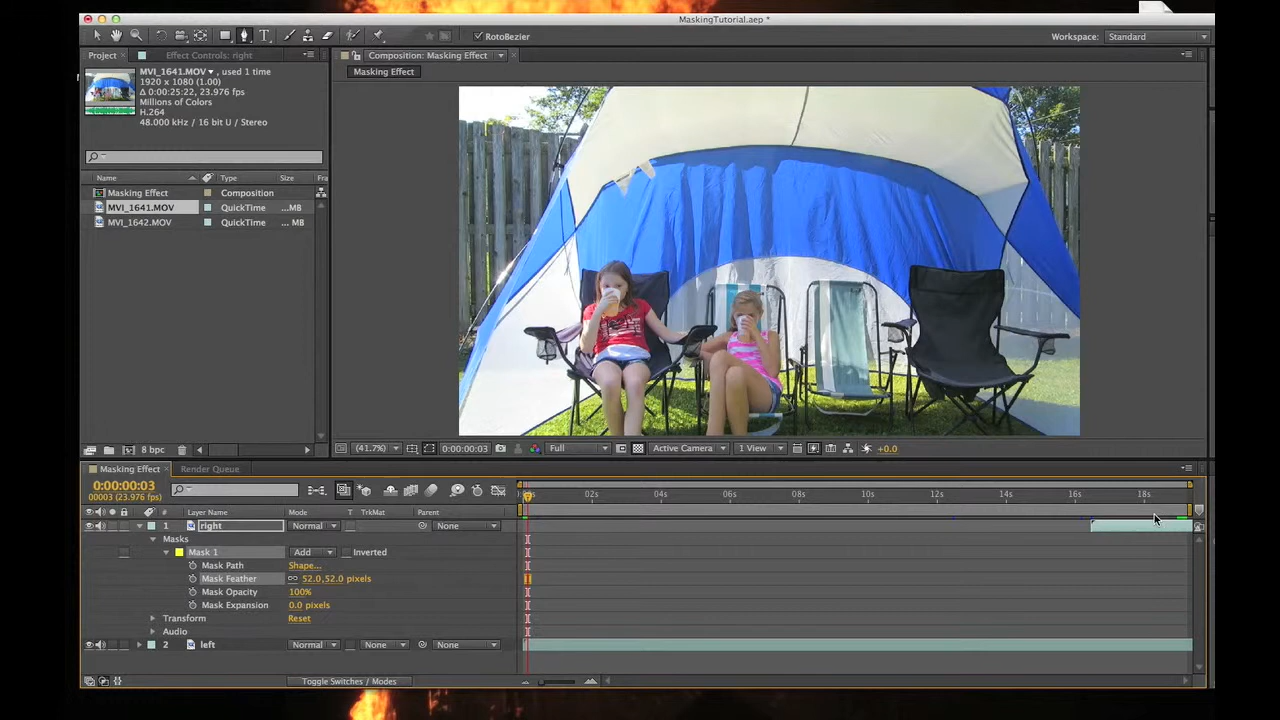 MaskingTutorial.aep *
RotoBezier
Workspace: Standard
Project
Effect Controls: right
Composition: Masking Effect
Masking Effect
MVI_1641.MOV , used 1 time
1920 x 1080 (1.00)
Δ 0:00:25:22, 23.976 fps
Millions of Colors
H.264
48.000 kHz / 16 bit U / Stereo
Name Type Size Fra
Masking Effect Composition
MVI_1641.MOV QuickTime ...MB
MVI_1642.MOV QuickTime ... MB
8 bpc
(41.7%) 0:00:00:03 Full Active Camera 1 View +0.0
Masking Effect Render Queue
0:00:00:03
00003 (23.976 fps)
02s 04s 06s 08s 10s 12s 14s 16s 18s
# Layer Name Mode T TrkMat Parent
1 right Normal None
Masks
Mask 1 Add Inverted
Mask Path Shape...
Mask Feather 52.0,52.0 pixels
Mask Opacity 100%
Mask Expansion 0.0 pixels
Transform Reset
Audio
2 left Normal None None
Toggle Switches / Modes